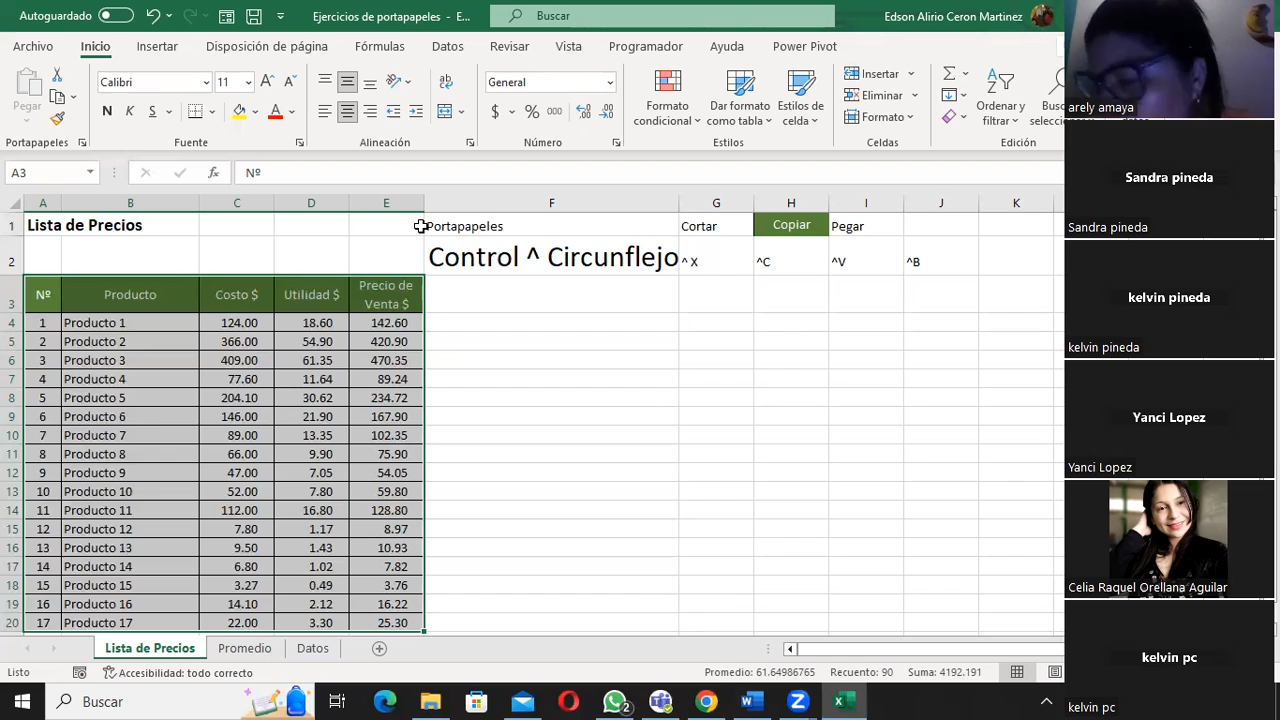 Autoguardado
Ejercicios de portapapeles - E...
Buscar
Edson Alirio Ceron Martinez
Archivo Inicio Insertar Disposición de página Fórmulas Datos Revisar Vista Programador Ayuda Power Pivot
Pegar
Calibri 11
General
N K S
$ % 000
Formato condicional
Dar formato como tabla
Estilos de celda
Insertar
Eliminar
Formato
Ordenar y filtrar
Portapapeles Fuente Alineación Número Estilos Celdas Edición
A3 fx Nº
A B C D E F G H I J K
1 Lista de Precios Portapapeles Cortar Copiar Pegar
2 Control ^ Circunflejo ^ X ^C ^V ^B
3 Nº Producto Costo $ Utilidad $ Precio de Venta $
4 1 Producto 1 124.00 18.60 142.60
5 2 Producto 2 366.00 54.90 420.90
6 3 Producto 3 409.00 61.35 470.35
7 4 Producto 4 77.60 11.64 89.24
8 5 Producto 5 204.10 30.62 234.72
9 6 Producto 6 146.00 21.90 167.90
10 7 Producto 7 89.00 13.35 102.35
11 8 Producto 8 66.00 9.90 75.90
12 9 Producto 9 47.00 7.05 54.05
13 10 Producto 10 52.00 7.80 59.80
14 11 Producto 11 112.00 16.80 128.80
15 12 Producto 12 7.80 1.17 8.97
16 13 Producto 13 9.50 1.43 10.93
17 14 Producto 14 6.80 1.02 7.82
18 15 Producto 15 3.27 0.49 3.76
19 16 Producto 16 14.10 2.12 16.22
20 17 Producto 17 22.00 3.30 25.30
Lista de Precios Promedio Datos
Listo Accesibilidad: todo correcto Promedio: 61.64986765 Recuento: 90 Suma: 4192.191
Buscar
2
arely amaya
Sandra pineda
Sandra pineda
kelvin pineda
kelvin pineda
Yanci Lopez
Yanci Lopez
Celia Raquel Orellana Aguilar
kelvin pc
kelvin pc